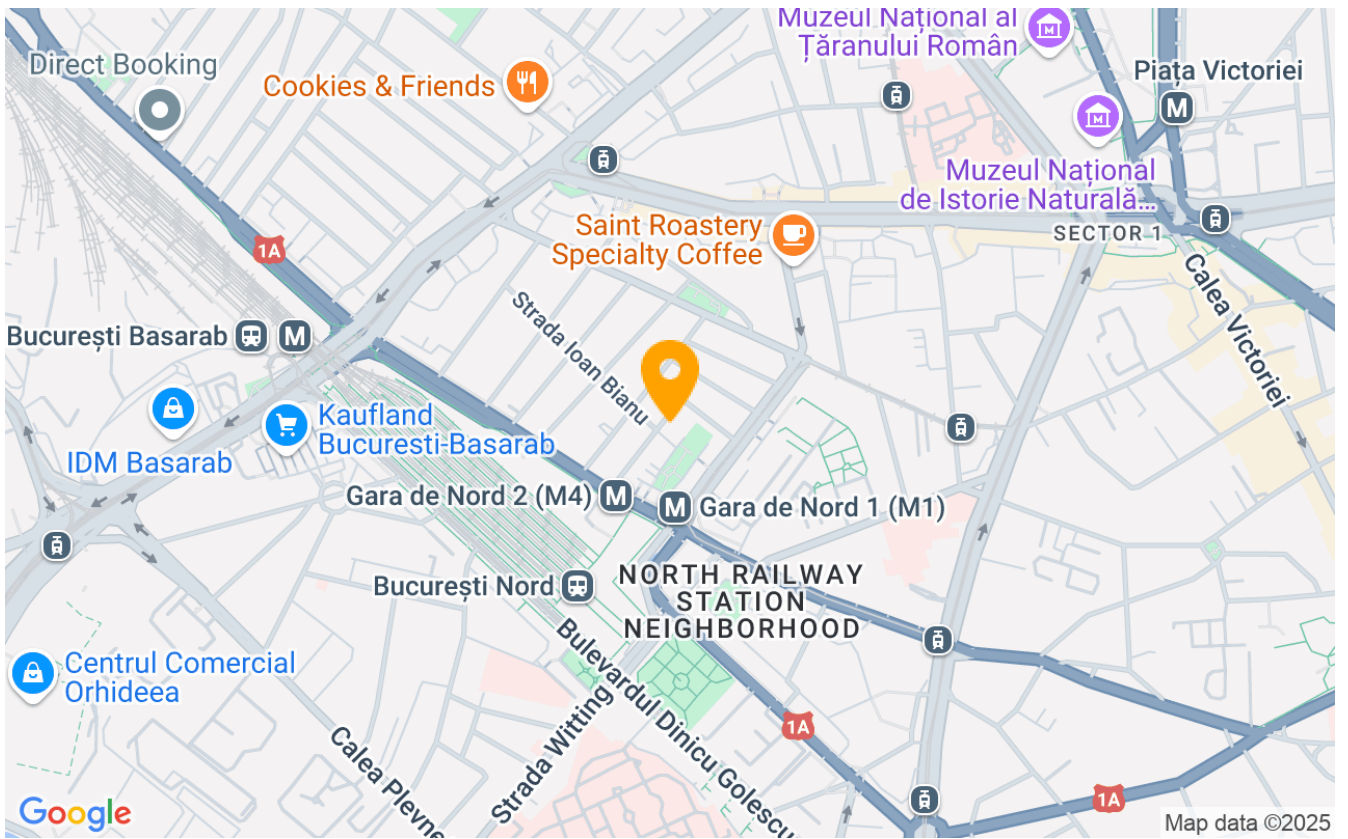 Muzeul Național al
Țăranului Român
Direct Booking
Piața Victoriei
Cookies & Friends
M
M
M
Muzeul Național
de Istorie Naturală…
Saint Roastery
Specialty Coffee
SECTOR 1
1A
Calea Victoriei
Strada Ioan Bianu
București Basarab
M
Kaufland
Bucuresti-Basarab
IDM Basarab
Gara de Nord 2 (M4)
M
M
Gara de Nord 1 (M1)
București Nord
NORTH RAILWAY
STATION
NEIGHBORHOOD
Centrul Comercial
Orhideea
Bulevardul Dinicu Golescu
Strada Witting
Calea Plevne
1A
1A
Google
Map data ©2025